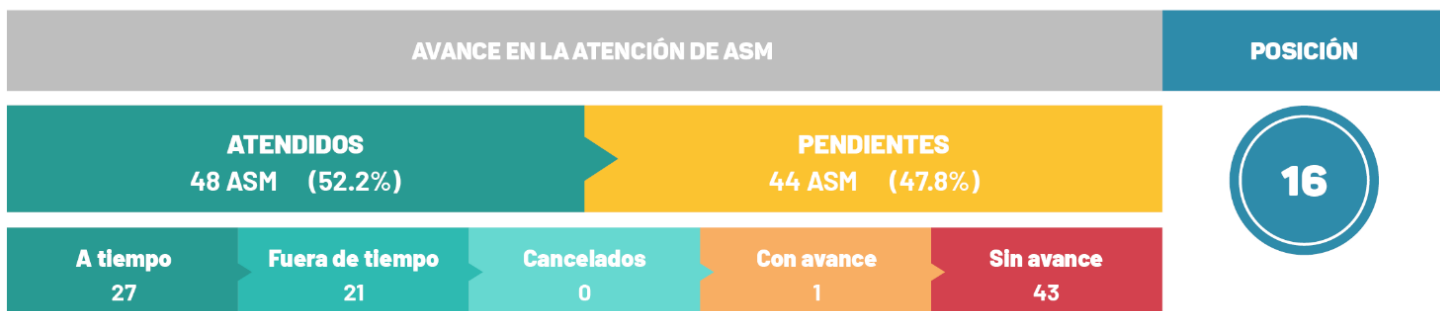 AVANCE EN LA ATENCIÓN DE ASM
POSICIÓN
ATENDIDOS
48 ASM (52.2%)
PENDIENTES
44 ASM (47.8%)
16
A tiempo
27
Fuera de tiempo
21
Cancelados
0
Con avance
1
Sin avance
43